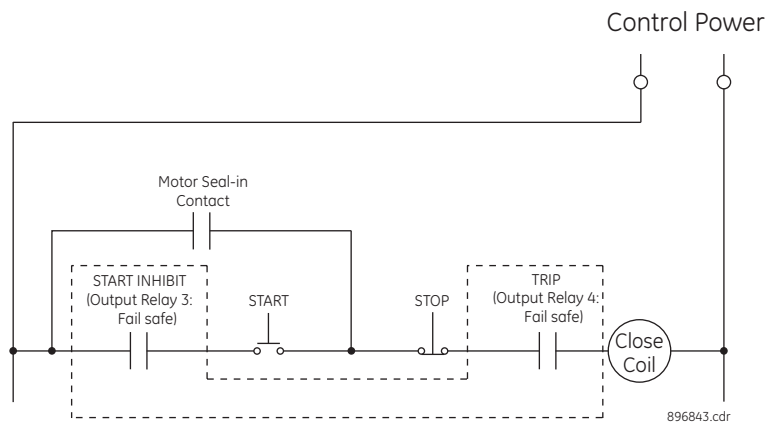 Control Power
Motor Seal-in
Contact
START INHIBIT
(Output Relay 3:
Fail safe)
START
STOP
TRIP
(Output Relay 4:
Fail safe)
Close
Coil
896843.cdr